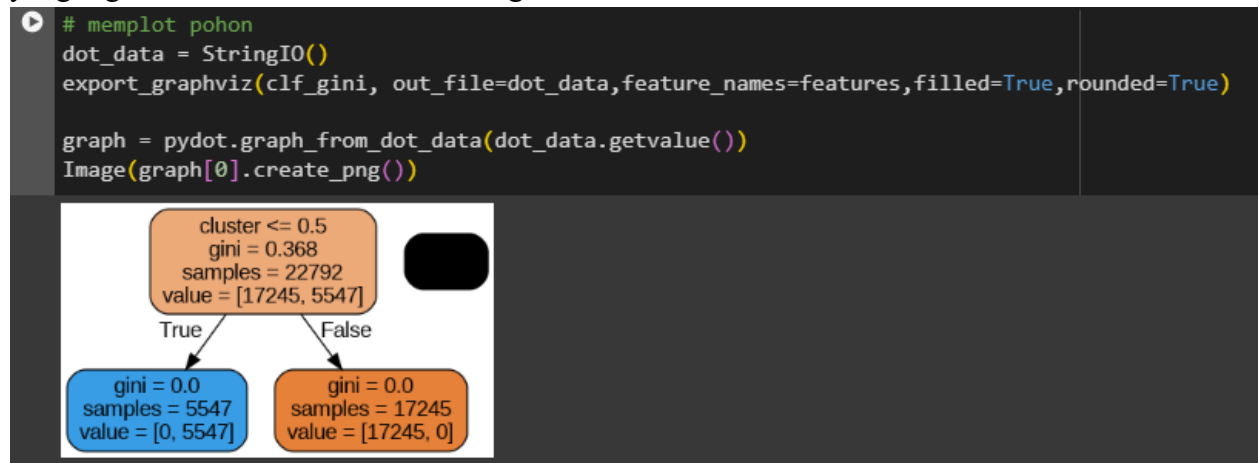 # memplot pohon
dot_data = StringIO()
export_graphviz(clf_gini, out_file=dot_data,feature_names=features,filled=True,rounded=True)
graph = pydot.graph_from_dot_data(dot_data.getvalue())
Image(graph[0].create_png())
cluster <= 0.5
gini = 0.368
samples = 22792
value = [17245, 5547]
True
False
gini = 0.0
samples = 5547
value = [0, 5547]
gini = 0.0
samples = 17245
value = [17245, 0]